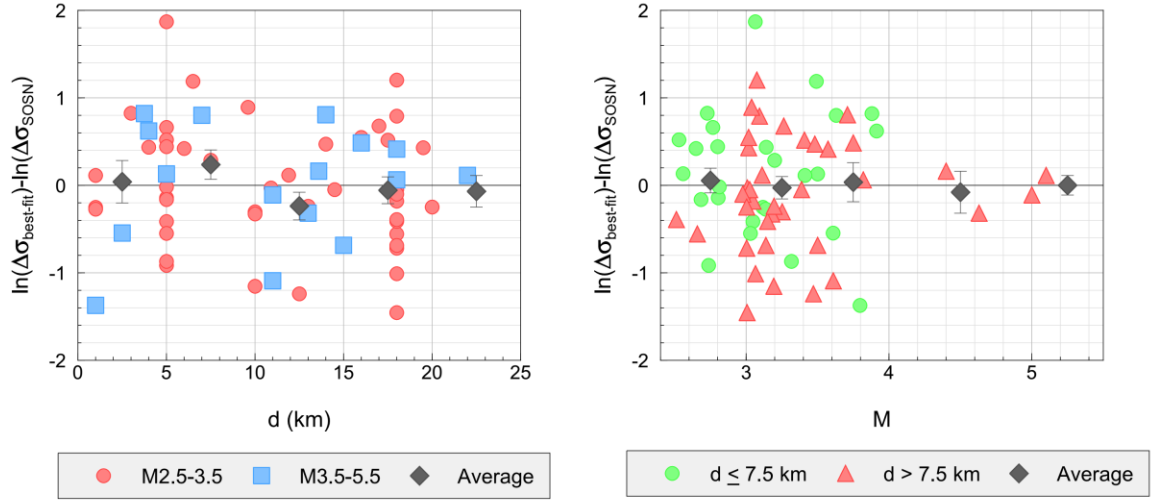 ln(Δσbest-fit)-ln(ΔσSOSN)
2
1
0
-1
-2
0 5 10 15 20 25
d (km)
M2.5-3.5 M3.5-5.5 Average
ln(Δσbest-fit)-ln(ΔσSOSN)
2
1
0
-1
-2
3 4 5
M
d ≤ 7.5 km d > 7.5 km Average